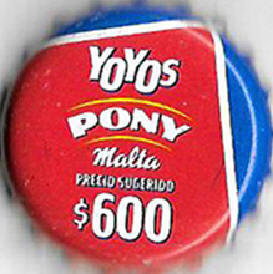 YOYOS
PONY
Malta
PRECIO SUGERIDO
$600